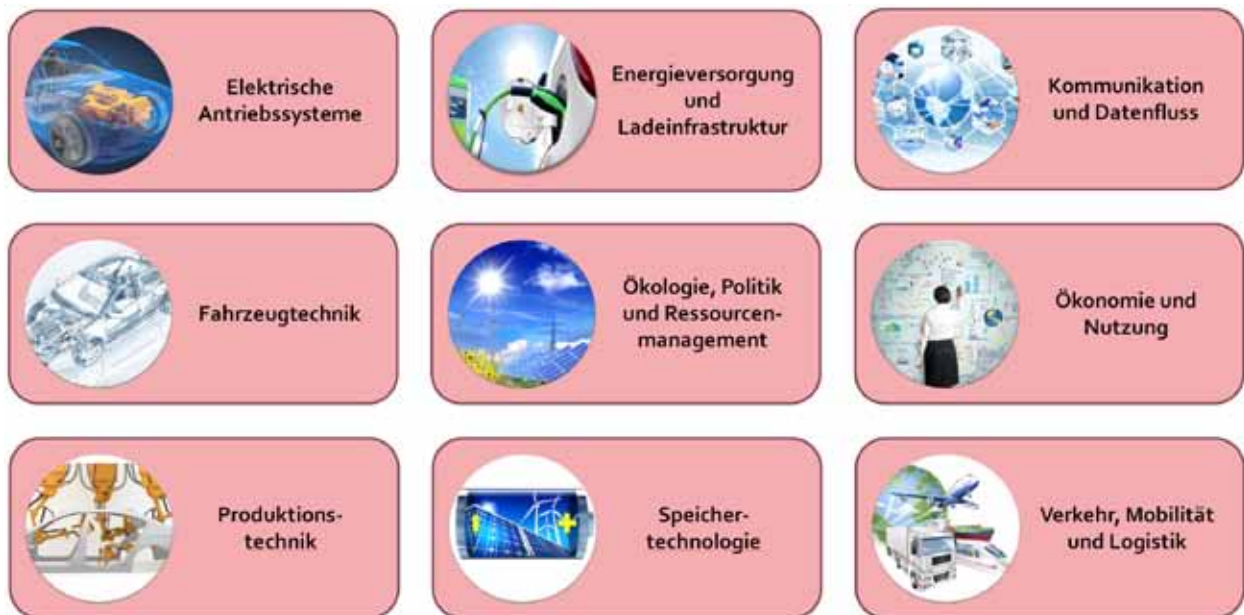 Elektrische
Antriebssysteme
Energieversorgung
und
Ladeinfrastruktur
Kommunikation
und Datenfluss
Fahrzeugtechnik
Ökologie, Politik
und Ressourcen-
management
Ökonomie und
Nutzung
Produktions-
technik
Speicher-
technologie
Verkehr, Mobilität
und Logistik